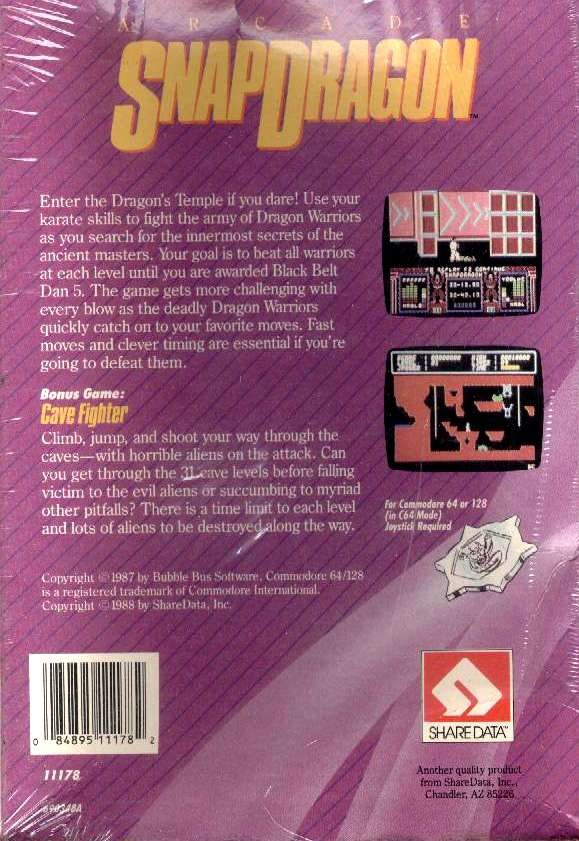 ARCADE
SNAPDRAGON™
Enter the Dragon's Temple if you dare! Use your
karate skills to fight the army of Dragon Warriors
as you search for the innermost secrets of the
ancient masters. Your goal is to beat all warriors
at each level until you are awarded Black Belt
Dan 5. The game gets more challenging with
every blow as the deadly Dragon Warriors
quickly catch on to your favorite moves. Fast
moves and clever timing are essential if you're
going to defeat them.
Bonus Game:
Cave Fighter
Climb, jump, and shoot your way through the
caves—with horrible aliens on the attack. Can
you get through the 31 cave levels before falling
victim to the evil aliens or succumbing to myriad
other pitfalls? There is a time limit to each level
and lots of aliens to be destroyed along the way.
For Commodore 64 or 128
(in C64 Mode)
Joystick Required
Copyright ©1987 by Bubble Bus Software. Commodore 64/128
is a registered trademark of Commodore International.
Copyright ©1988 by ShareData, Inc.
0 84895 11178 2
11178
SHARE DATA™
Another quality product
from ShareData, Inc.,
Chandler, AZ 85226